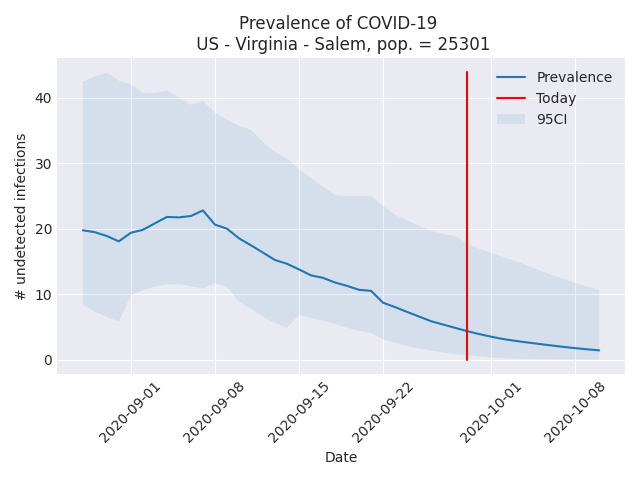 Prevalence of COVID-19
US - Virginia - Salem, pop. = 25301
Prevalence
Today
95CI
# undetected infections
40
30
20
10
0
2020-09-01
2020-09-08
2020-09-15
2020-09-22
2020-10-01
2020-10-08
Date